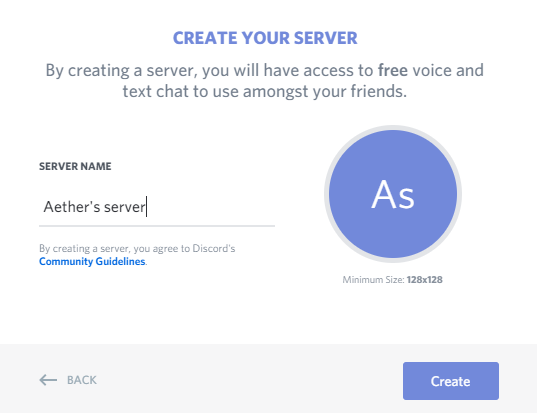 CREATE YOUR SERVER
By creating a server, you will have access to free voice and
text chat to use amongst your friends.
SERVER NAME
Aether's server
By creating a server, you agree to Discord's
Community Guidelines.
As
Minimum Size: 128x128
BACK
Create